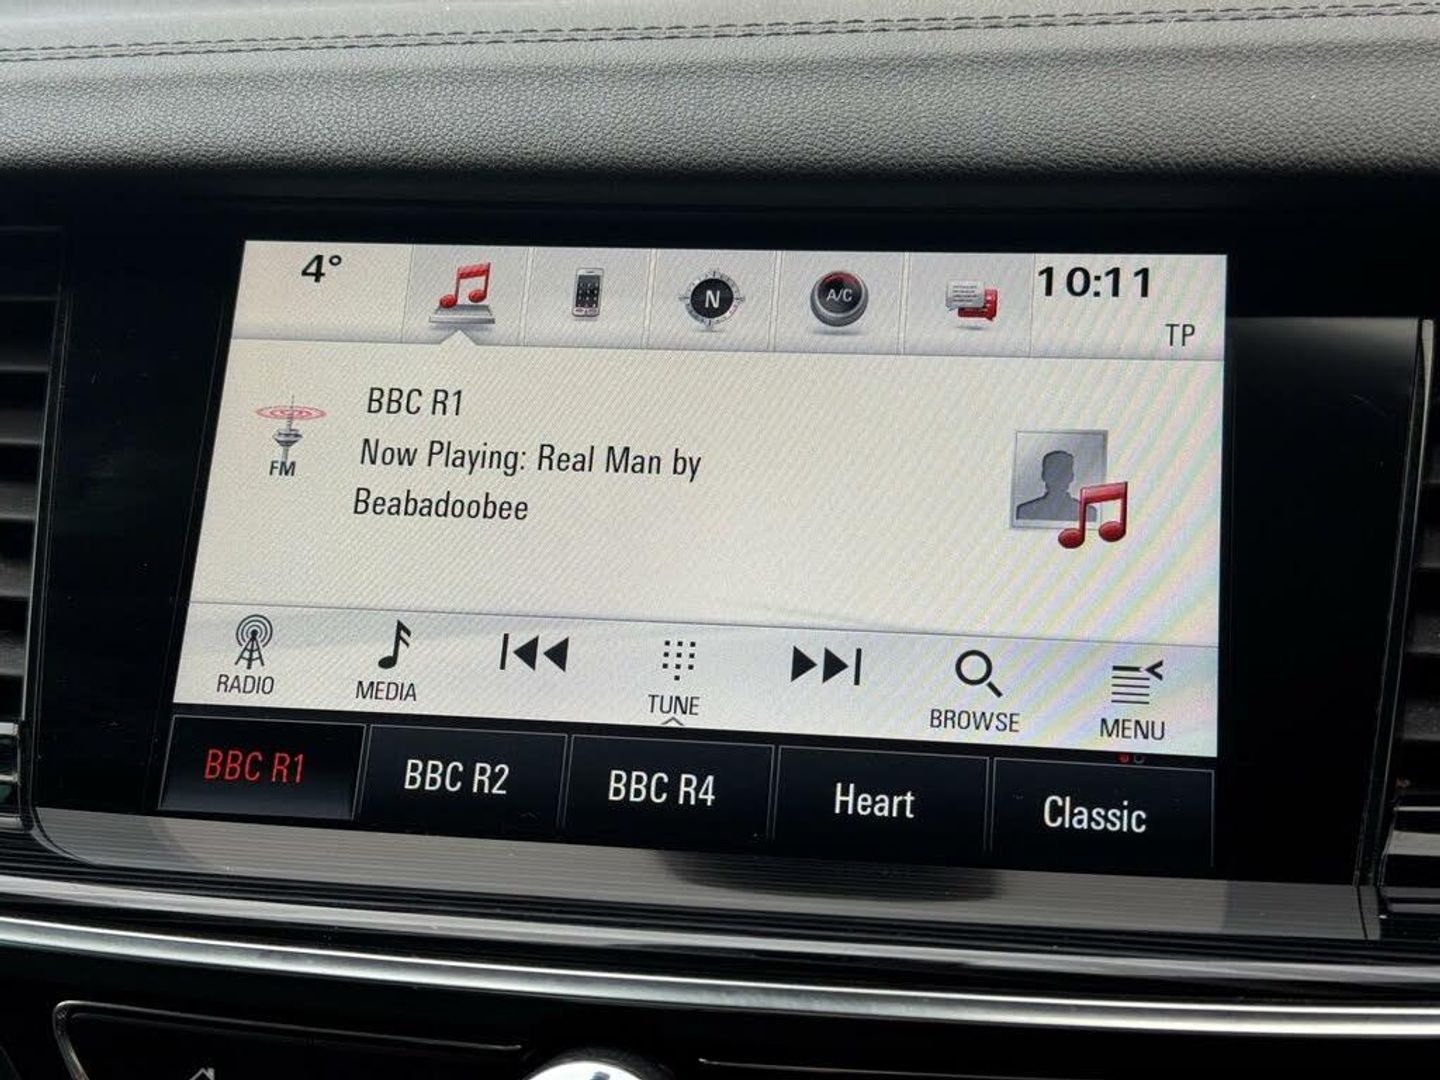 4°
N
A/C
10:11
TP
FM
BBC R1
Now Playing: Real Man by
Beabadoobee
RADIO
MEDIA
TUNE
BROWSE
MENU
BBC R1
BBC R2
BBC R4
Heart
Classic